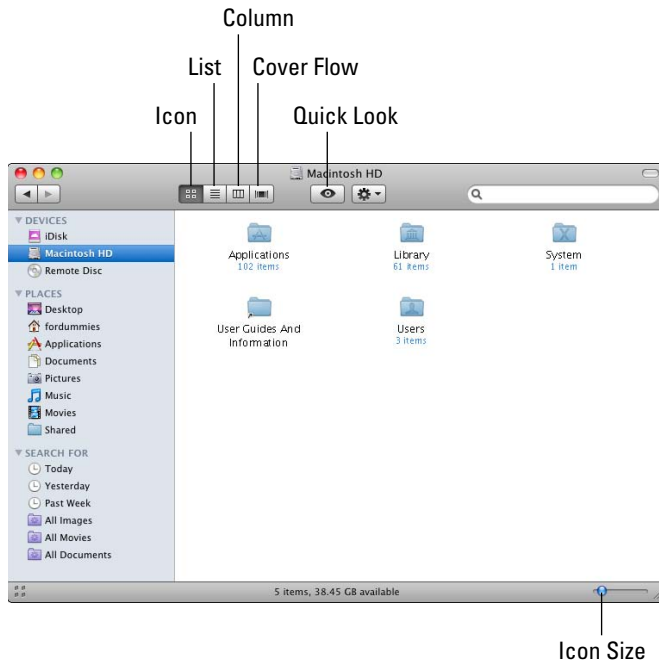 Column
List
Cover Flow
Icon
Quick Look
Macintosh HD
DEVICES
iDisk
Macintosh HD
Remote Disc
PLACES
Desktop
fordummies
Applications
Documents
Pictures
Music
Movies
Shared
SEARCH FOR
Today
Yesterday
Past Week
All Images
All Movies
All Documents
Applications
102 items
Library
61 items
System
1 item
User Guides And
Information
Users
3 items
5 items, 38.45 GB available
Icon Size